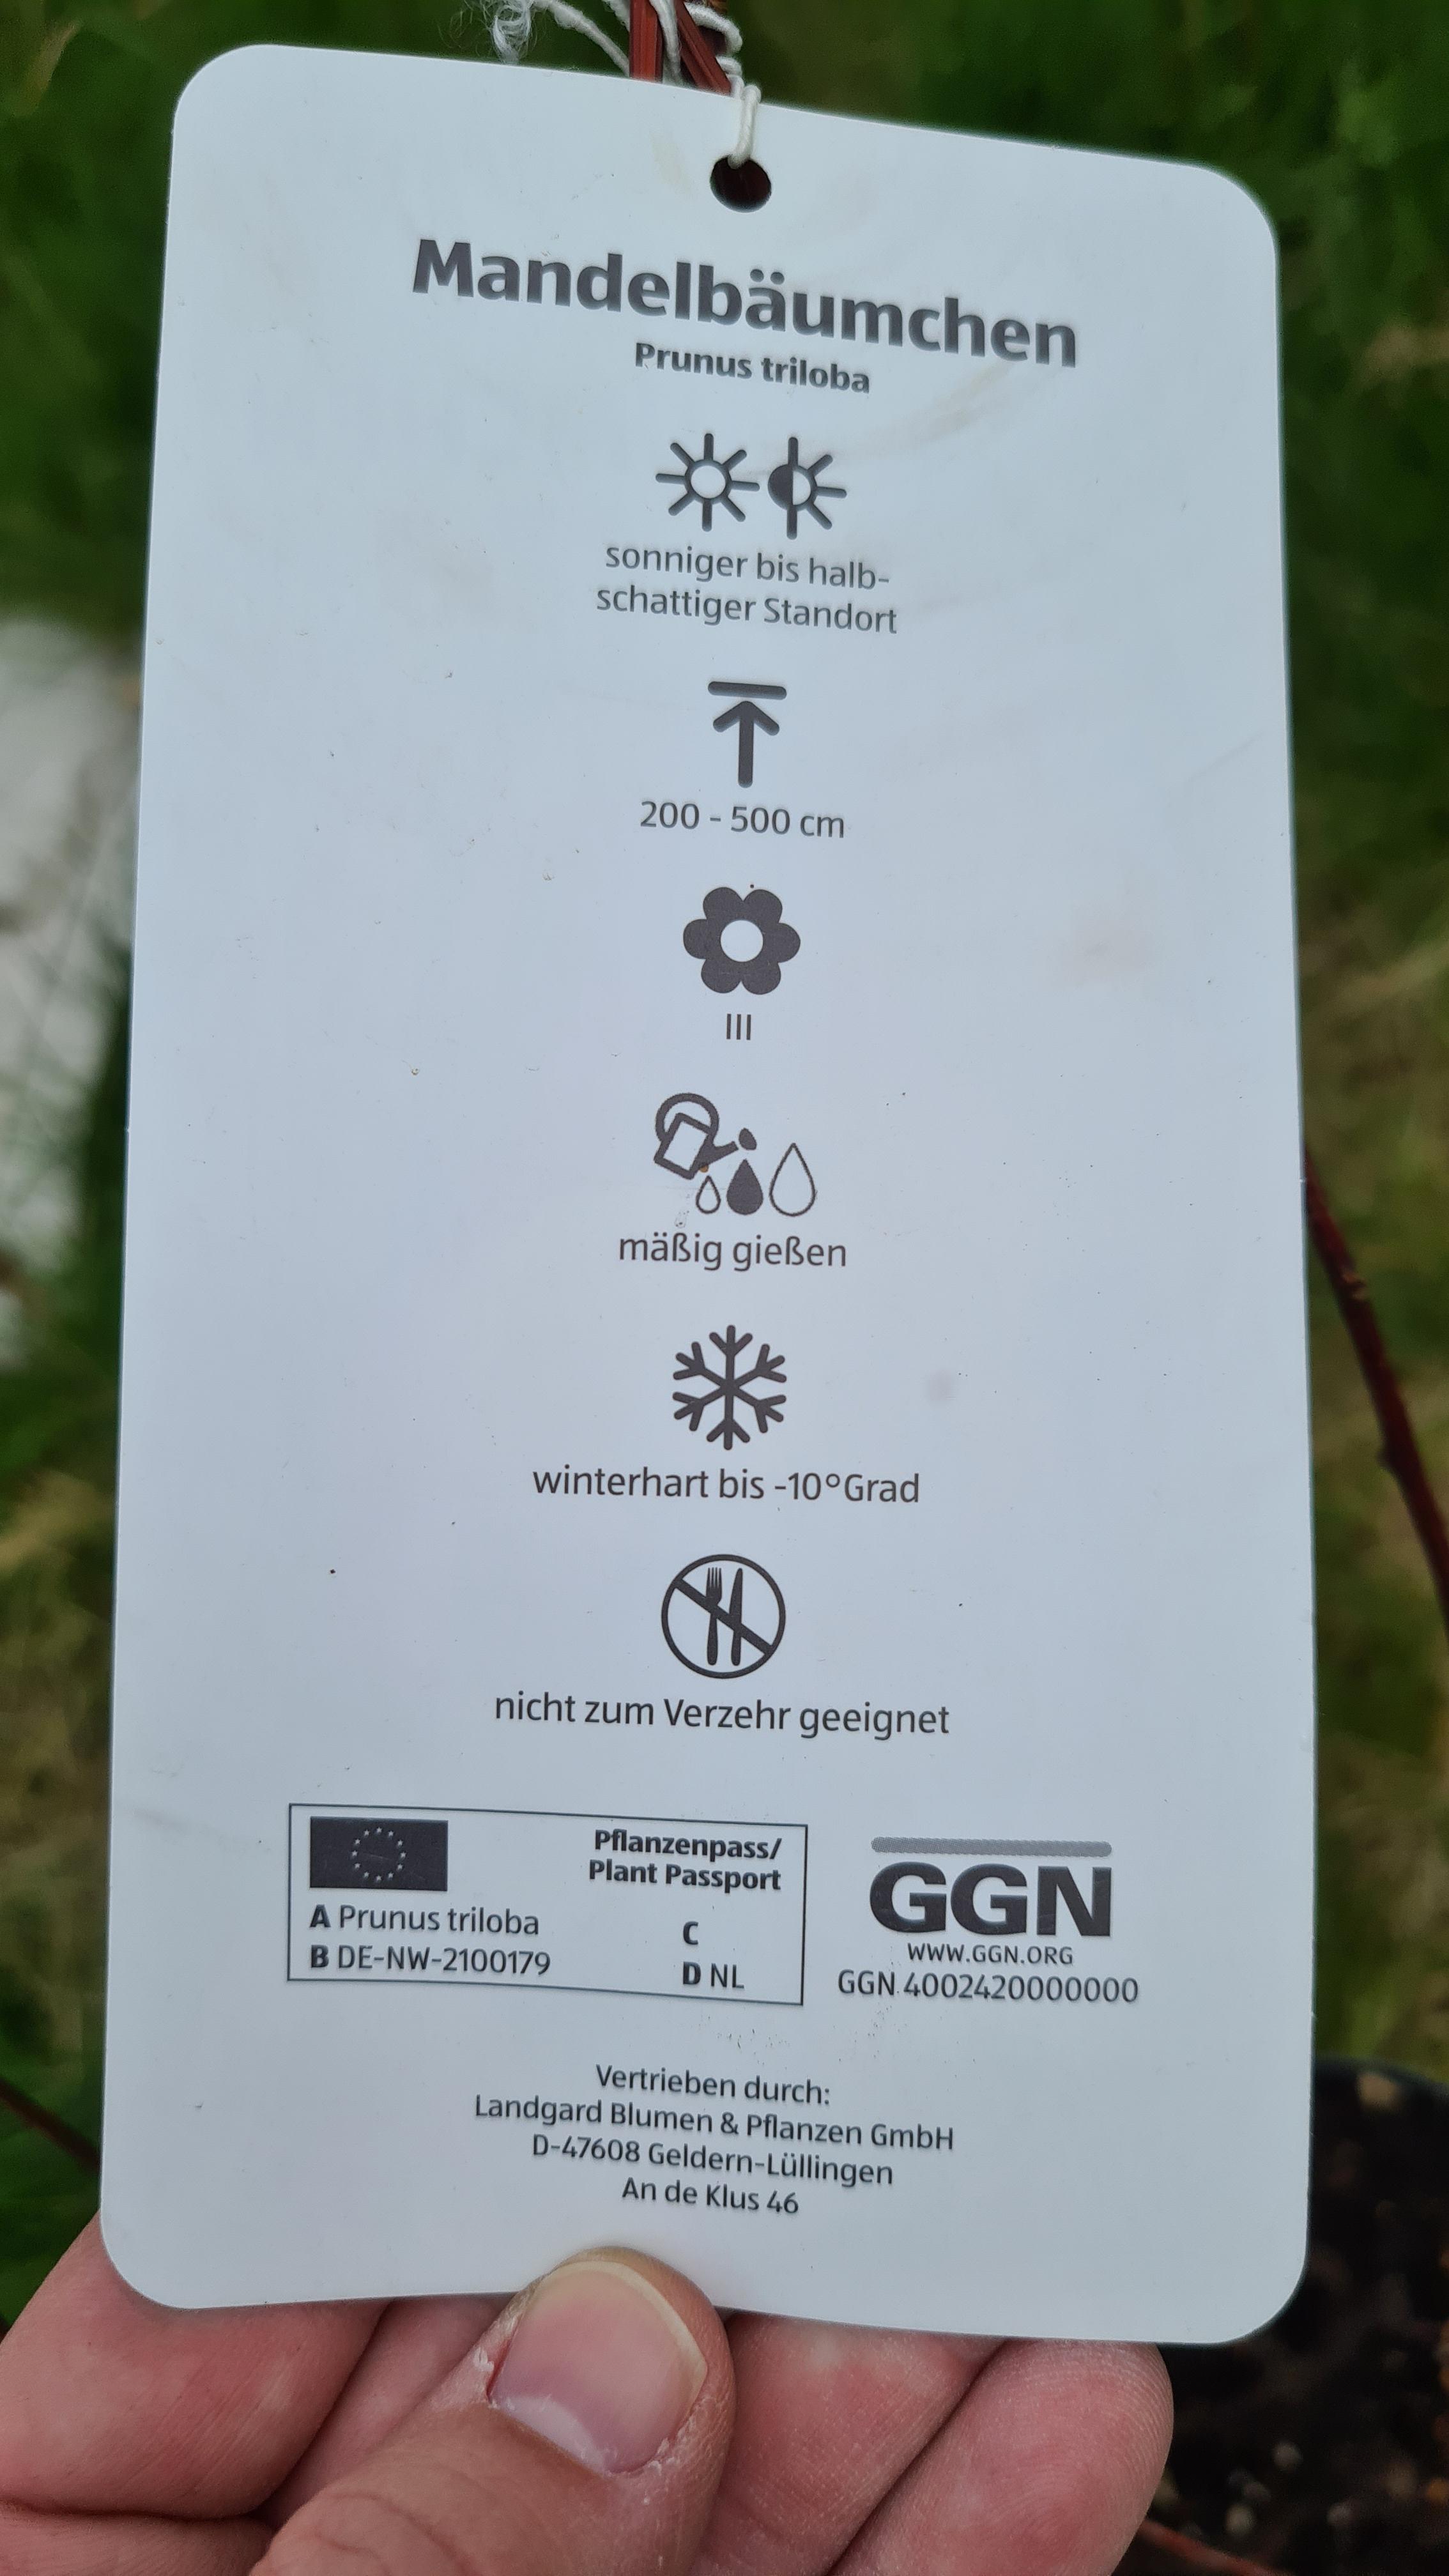 Mandelbäumchen
Prunus triloba
sonniger bis halb-
schattiger Standort
200 - 500 cm
III
mäßig gießen
winterhart bis -10°Grad
nicht zum Verzehr geeignet
Pflanzenpass/
Plant Passport
A Prunus triloba
B DE-NW-2100179
C
D NL
GGN
WWW.GGN.ORG
GGN 4002420000000
Vertrieben durch:
Landgard Blumen & Pflanzen GmbH
D-47608 Geldern-Lüllingen
An de Klus 46